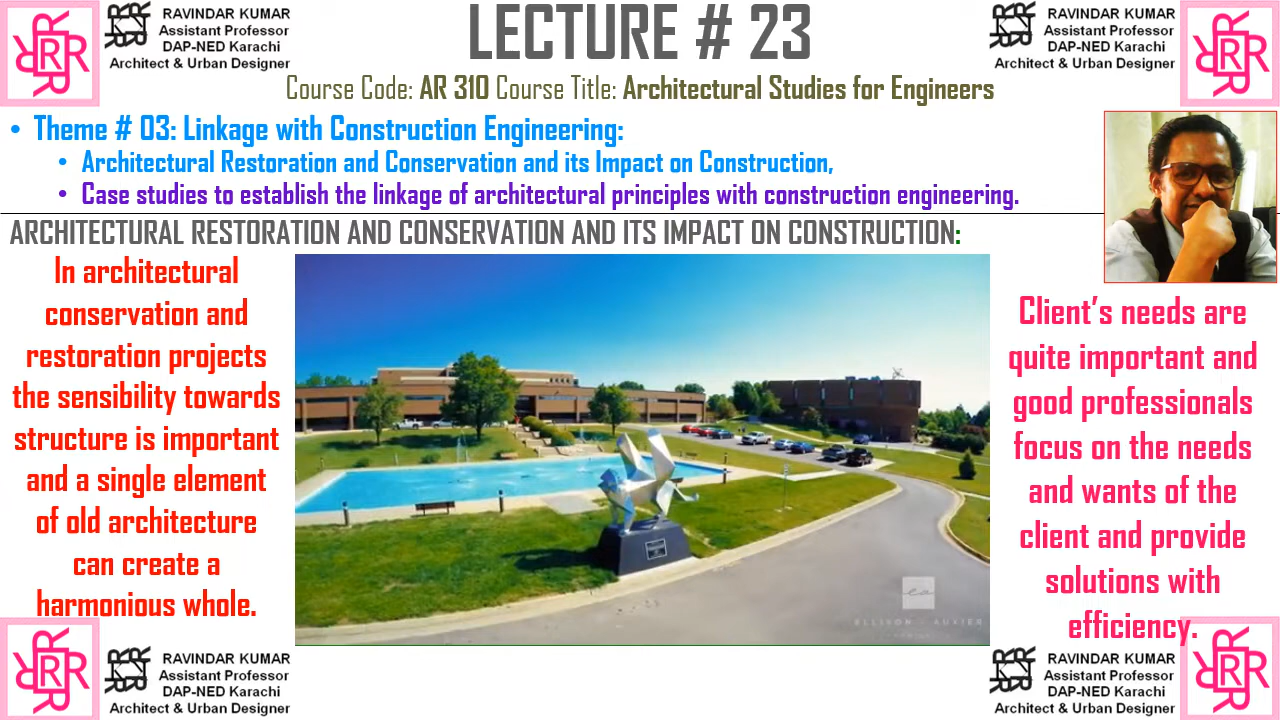 RAVINDAR KUMAR
Assistant Professor
DAP-NED Karachi
Architect & Urban Designer
LECTURE # 23
RAVINDAR KUMAR
Assistant Professor
DAP-NED Karachi
Architect & Urban Designer
Course Code: AR 310 Course Title: Architectural Studies for Engineers
• Theme # 03: Linkage with Construction Engineering:
• Architectural Restoration and Conservation and its Impact on Construction,
• Case studies to establish the linkage of architectural principles with construction engineering.
ARCHITECTURAL RESTORATION AND CONSERVATION AND ITS IMPACT ON CONSTRUCTION:
In architectural
conservation and
restoration projects
the sensibility towards
structure is important
and a single element
of old architecture
can create a
harmonious whole.
Client’s needs are
quite important and
good professionals
focus on the needs
and wants of the
client and provide
solutions with
efficiency.
ELLISON - AUXIER
RAVINDAR KUMAR
Assistant Professor
DAP-NED Karachi
Architect & Urban Designer
RAVINDAR KUMAR
Assistant Professor
DAP-NED Karachi
Architect & Urban Designer